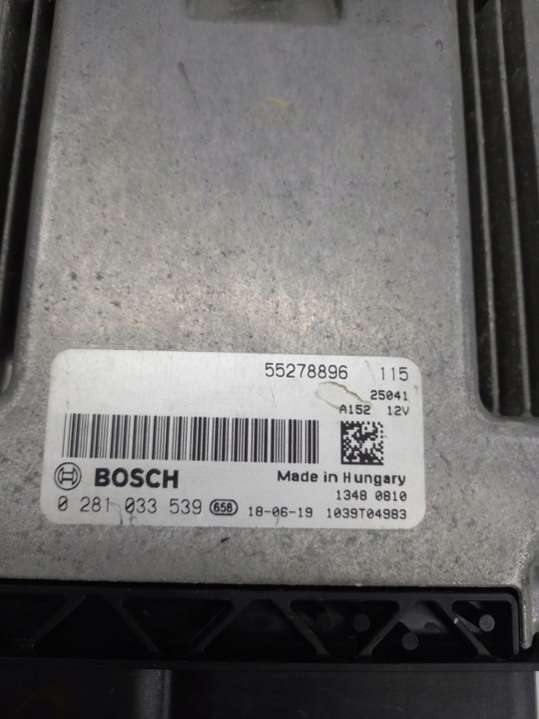 55278896 115
25041
A152 12V
BOSCH
Made in Hungary
1348 0810
0 281 033 539 658 18-06-19 1039T04983